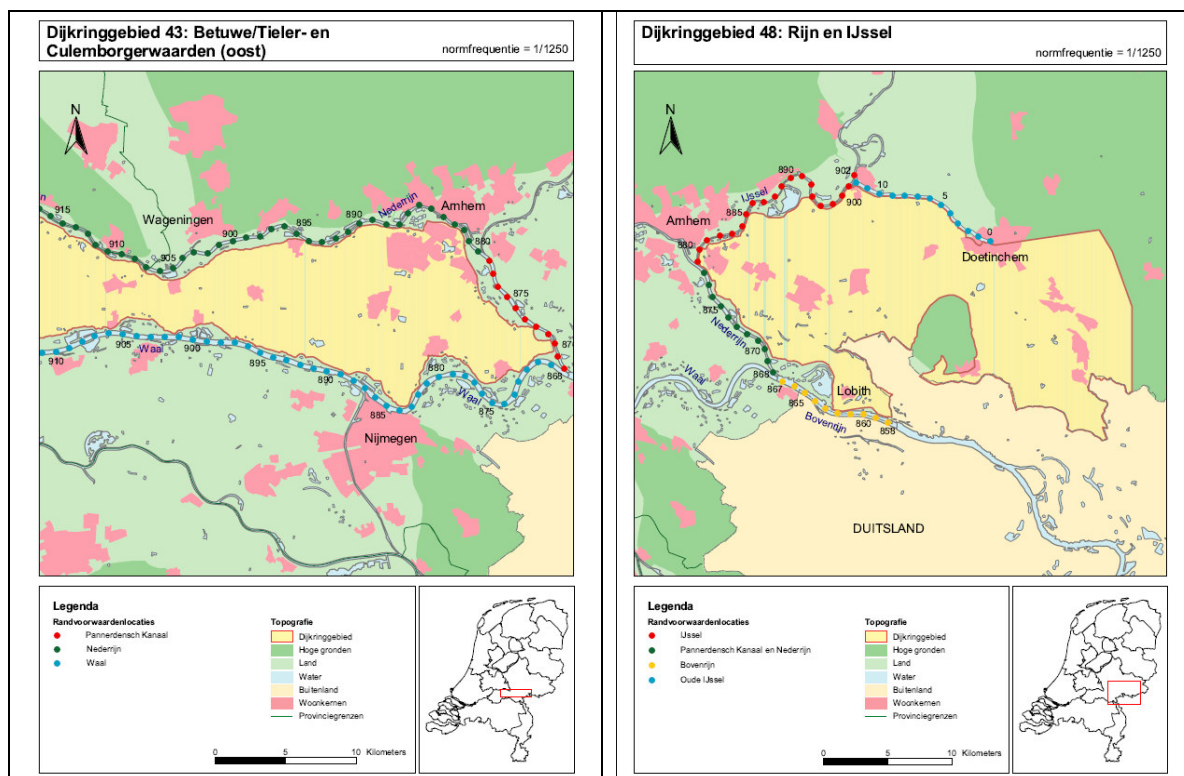 Dijkringgebied 43: Betuwe/Tieler- en
Culemborgerwaarden (oost)
normfrequentie = 1/1250
N
915
Wageningen
910
905
900
895
890
Nederrijn
Arnhem
880
875
868
910
905
Waal
900
895
890
885
880
Waal
875
Nijmegen
Legenda
Randvoorwaardenlocaties
Pannerdensch Kanaal
Nederrijn
Waal
Topografie
Dijkringgebied
Hoge gronden
Land
Water
Buitenland
Woonkernen
Provinciegrenzen
0 5 10 Kilometers
Dijkringgebied 48: Rijn en IJssel
normfrequentie = 1/1250
N
890
902
IJssel
10
5
885
900
Arnhem
0
880
Doetinchem
875
Nederrijn
870
868
Waal
867
865
Lobith
860
858
Bovenrijn
DUITSLAND
Legenda
Randvoorwaardenlocaties
IJssel
Pannerdensch Kanaal en Nederrijn
Bovenrijn
Oude IJssel
Topografie
Dijkringgebied
Hoge gronden
Land
Water
Buitenland
Woonkernen
Provinciegrenzen
0 5 10 Kilometers